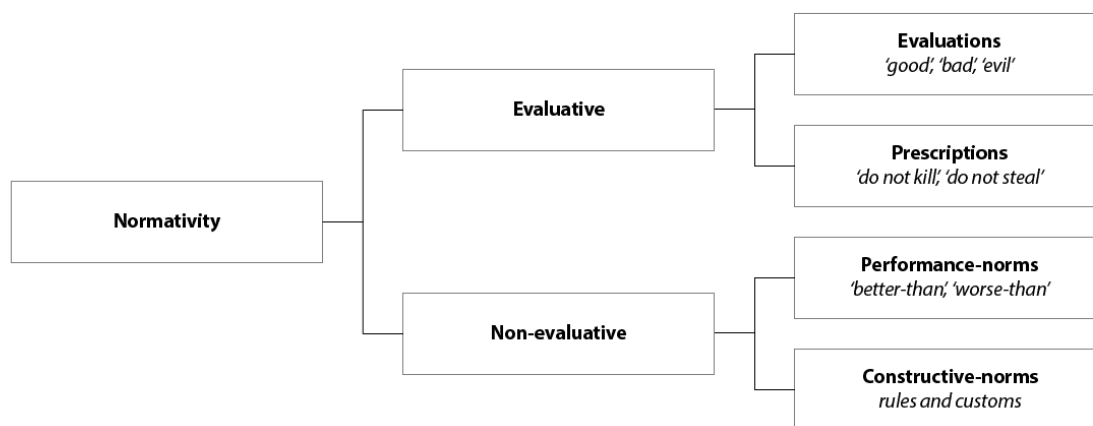 Evaluations
‘good’, ‘bad’, ‘evil’
Evaluative
Prescriptions
‘do not kill’, ‘do not steal’
Normativity
Performance-norms
‘better-than’, ‘worse-than’
Non-evaluative
Constructive-norms
rules and customs